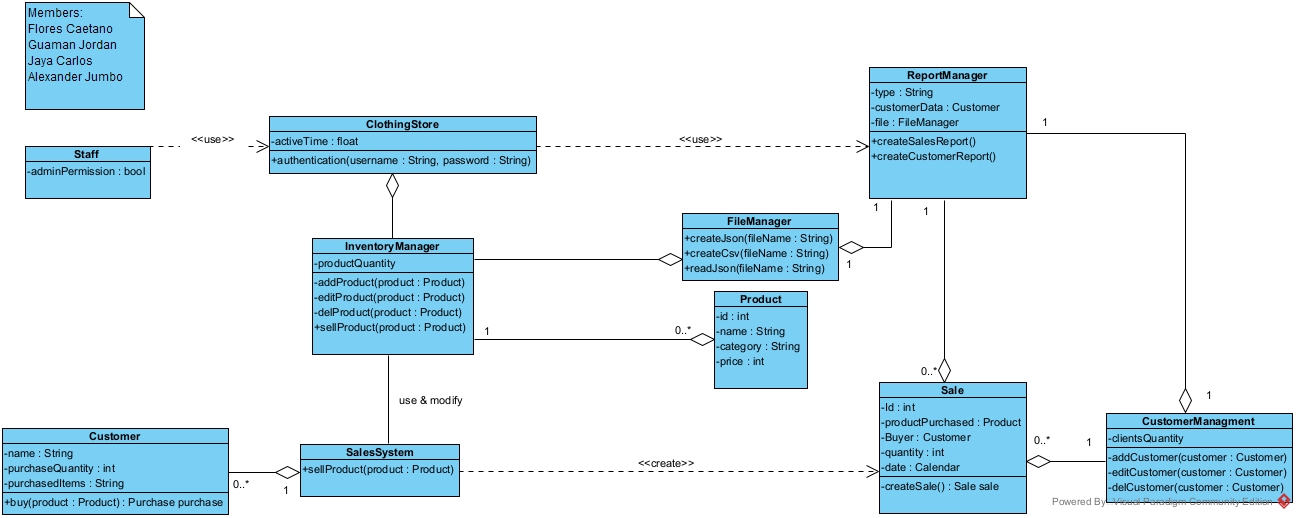 Members:
Flores Caetano
Guaman Jordan
Jaya Carlos
Alexander Jumbo
Staff
-adminPermission : bool
<<use>>
ClothingStore
-activeTime : float
+authentication(username : String, password : String)
<<use>>
ReportManager
-type : String
-customerData : Customer
-file : FileManager
+createSalesReport()
+createCustomerReport()
1
1
1
InventoryManager
-productQuantity
-addProduct(product : Product)
-editProduct(product : Product)
-delProduct(product : Product)
+sellProduct(product : Product)
FileManager
+createJson(fileName : String)
+createCsv(fileName : String)
+readJson(fileName : String)
1
1
0..*
Product
-id : int
-name : String
-category : String
-price : int
use & modify
0..*
Sale
-Id : int
-productPurchased : Product
-Buyer : Customer
-quantity : int
-date : Calendar
-createSale() : Sale sale
1
CustomerManagment
-clientsQuantity
-addCustomer(customer : Customer)
-editCustomer(customer : Customer)
-delCustomer(customer : Customer)
0..*
1
Customer
-name : String
-purchaseQuantity : int
-purchasedItems : String
+buy(product : Product) : Purchase purchase
0..*
1
SalesSystem
+sellProduct(product : Product)
<<create>>
Powered By: Visual Paradigm Community Edition